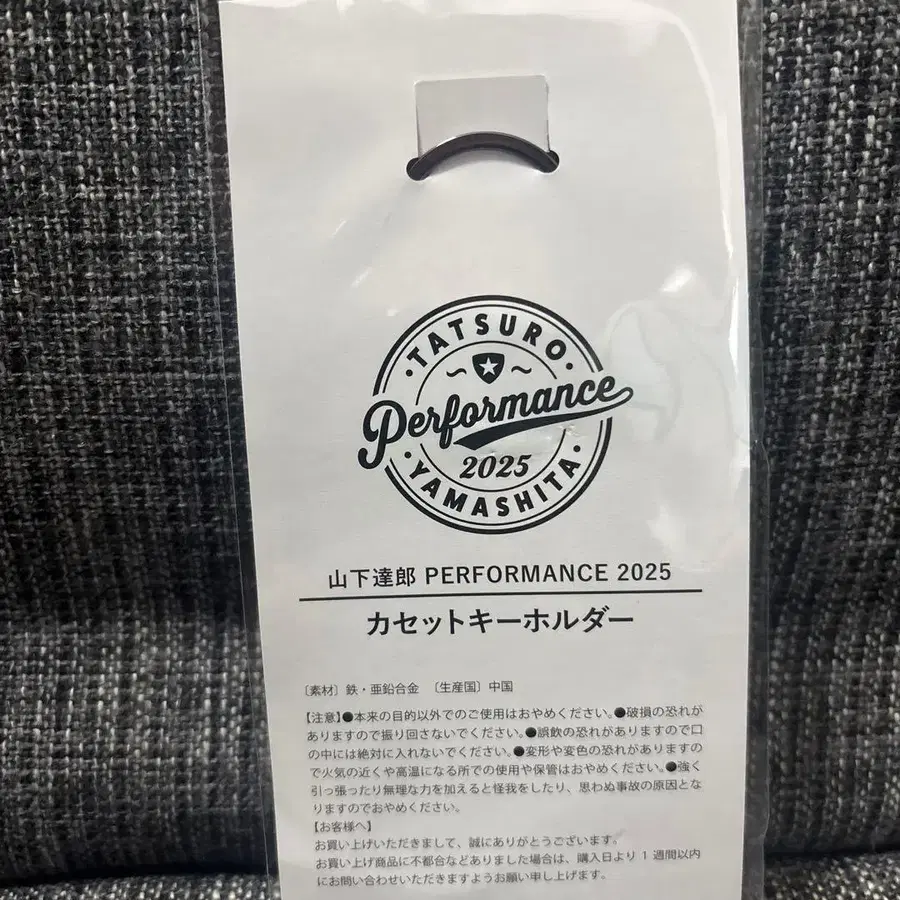 ・TATSURO・
Performance
2025
・YAMASHITA・
山下達郎 PERFORMANCE 2025
カセットキーホルダー
〔素材〕鉄・亜鉛合金 〔生産国〕中国
【注意】●本来の目的以外でのご使用はおやめください。●破損の恐れが
ありますので振り回さないでください。●誤飲の恐れがありますので口
の中には絶対に入れないでください。●変形や変色の恐れがありますの
で火気の近くや高温になる所での使用や保管はおやめください。●強く
引っ張ったり無理な力を加えると怪我をしたり、思わぬ事故の原因とな
りますのでおやめください。
【お客様へ】
お買い上げいただきまして、誠にありがとうございます。
お買い上げ商品に不都合などありました場合は、購入日より 1 週間以内
にお問い合わせいただきますようお願い申し上げます。